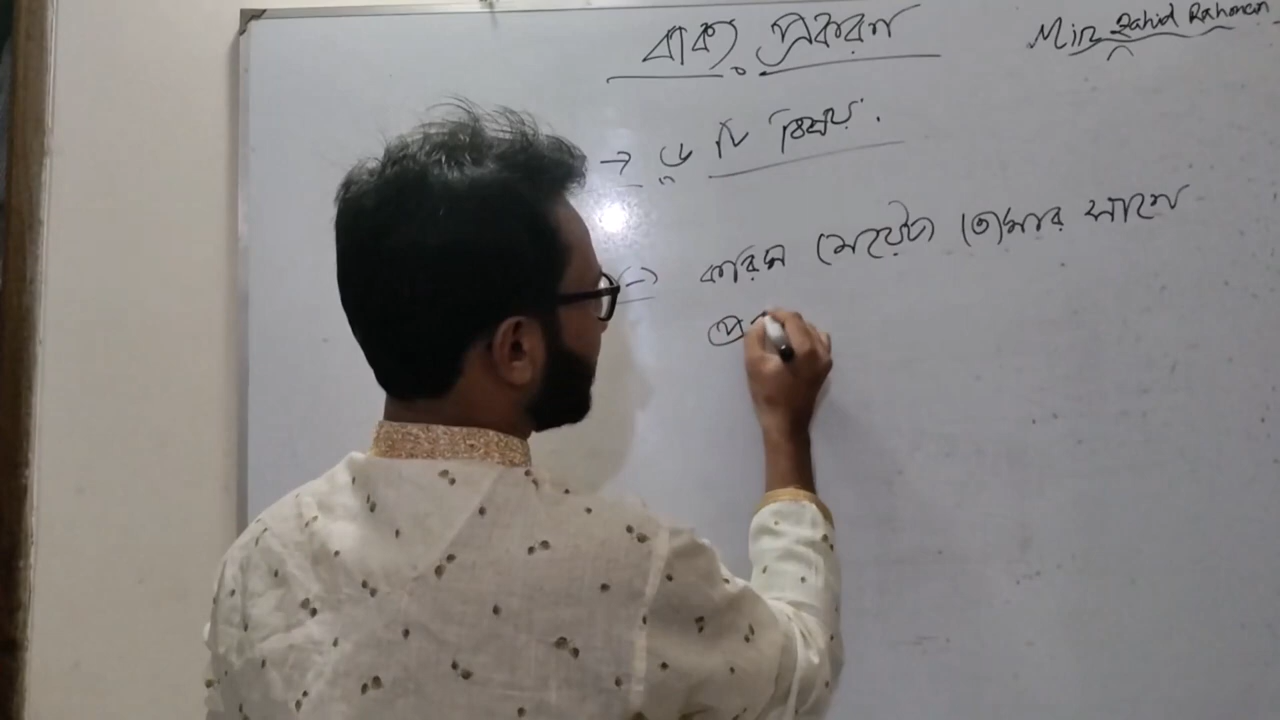 বাক্য প্রকরণ
Mir Zahid Rahman
→ ৬ টি বিষয়.
কারিম মেয়েটা তোমার সাথে
প্র